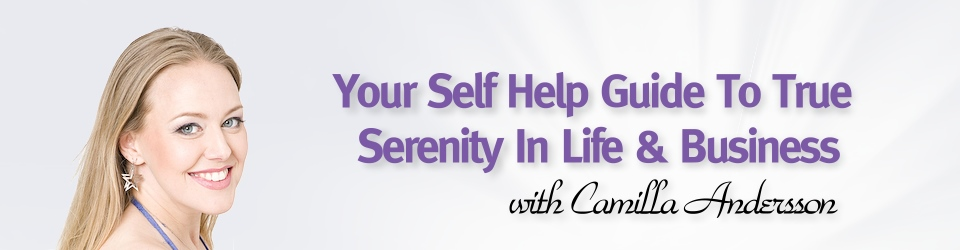 Your Self Help Guide To True
Serenity In Life & Business
with Camilla Andersson